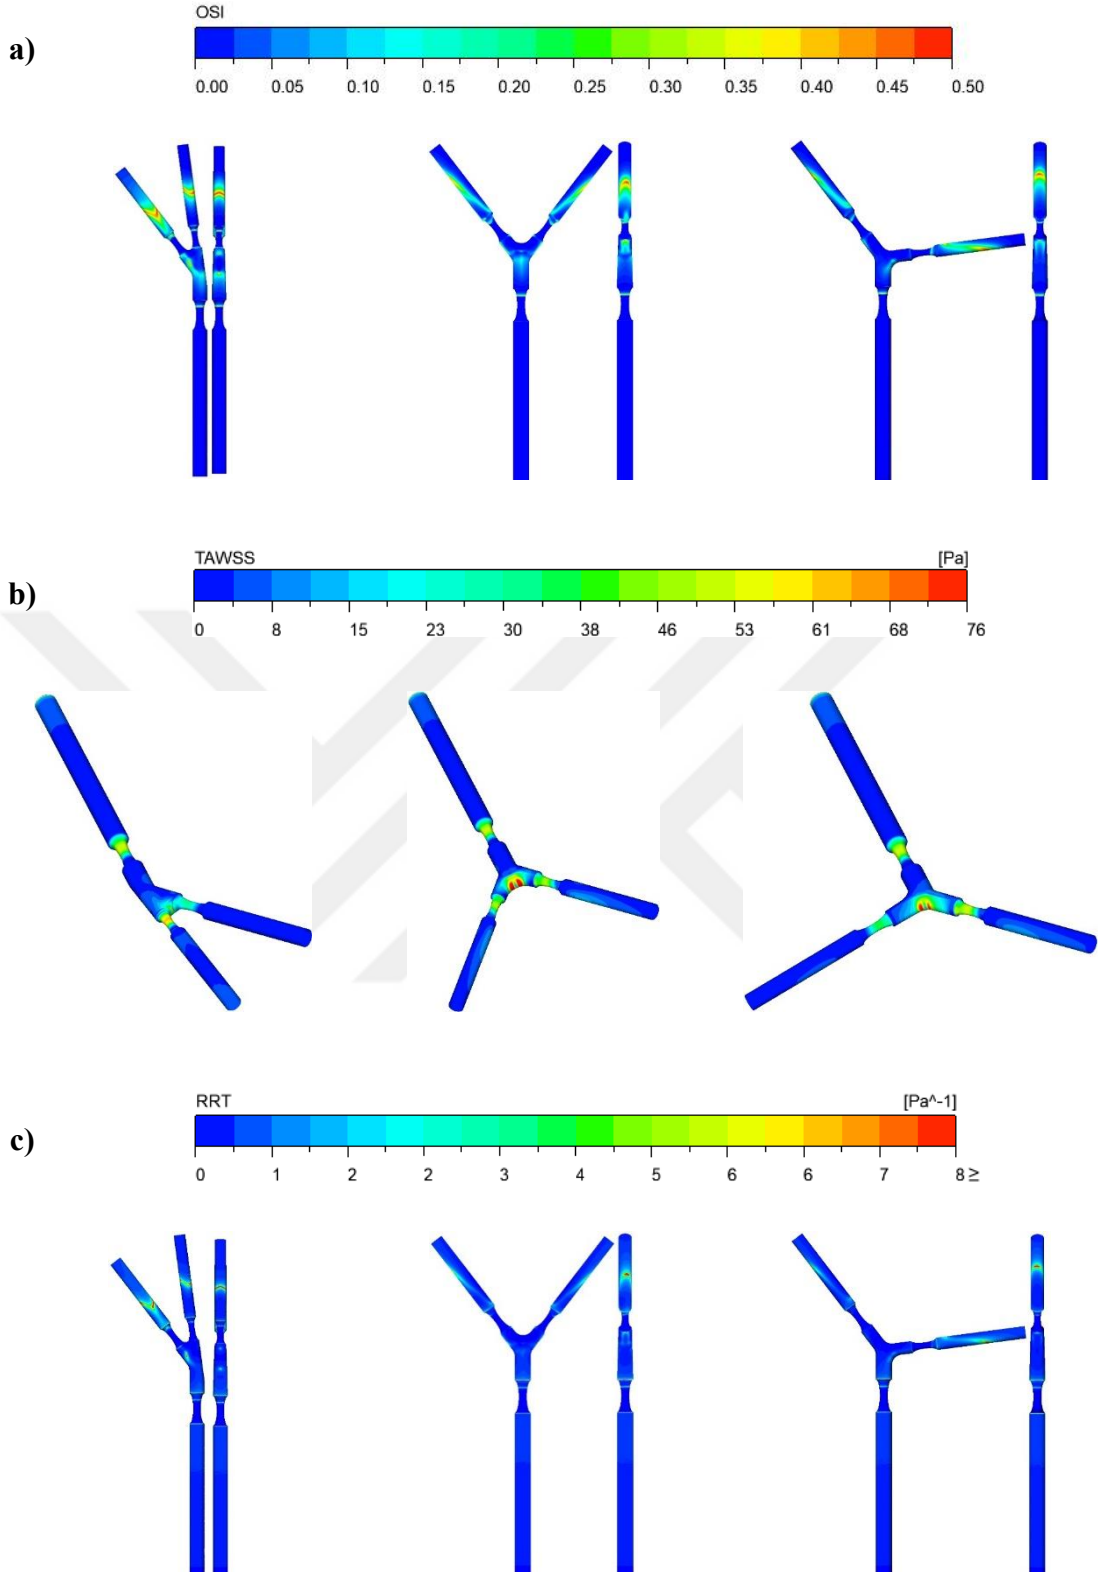 OSI
a)
0.00 0.05 0.10 0.15 0.20 0.25 0.30 0.35 0.40 0.45 0.50
TAWSS [Pa]
b)
0 8 15 23 30 38 46 53 61 68 76
RRT [Pa^-1]
c)
0 1 2 2 3 4 5 6 6 7 8 ≥